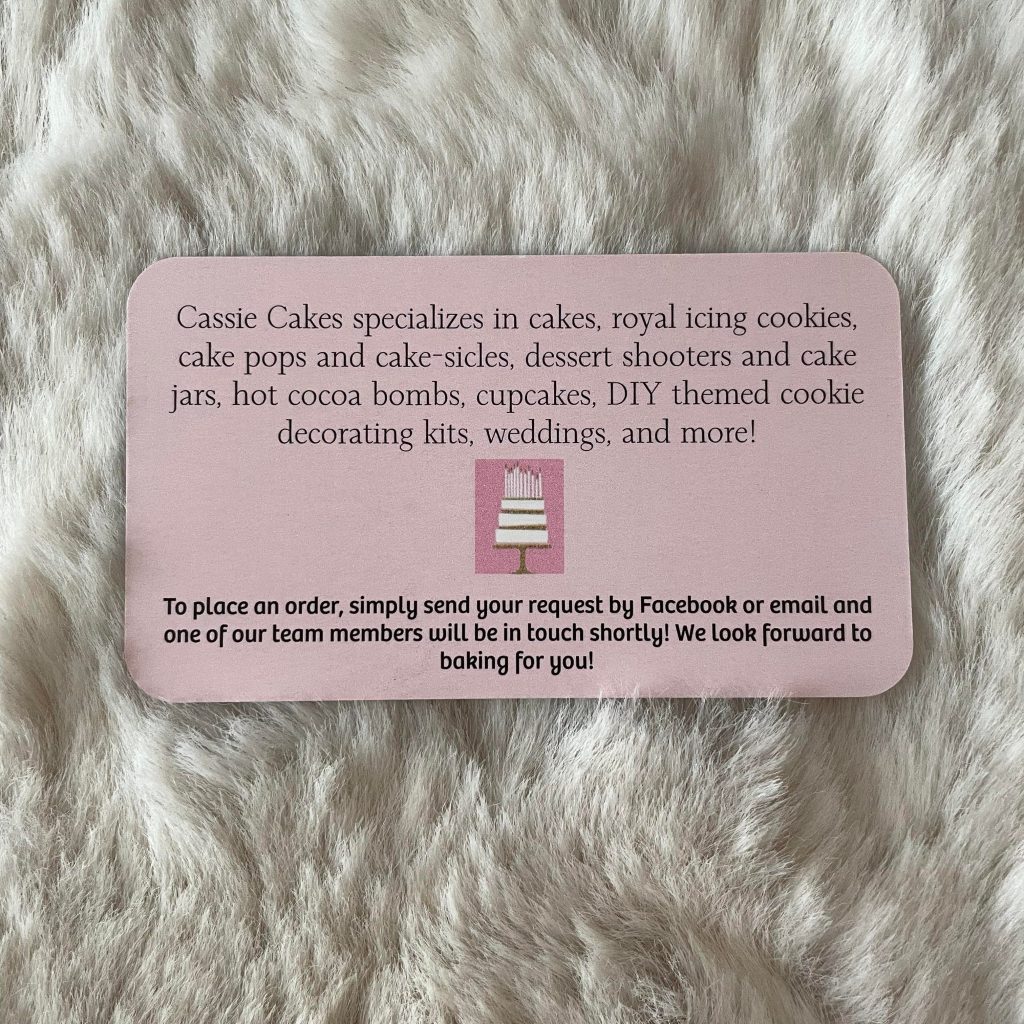 Cassie Cakes specializes in cakes, royal icing cookies,
cake pops and cake-sicles, dessert shooters and cake
jars, hot cocoa bombs, cupcakes, DIY themed cookie
decorating kits, weddings, and more!
To place an order, simply send your request by Facebook or email and
one of our team members will be in touch shortly! We look forward to
baking for you!